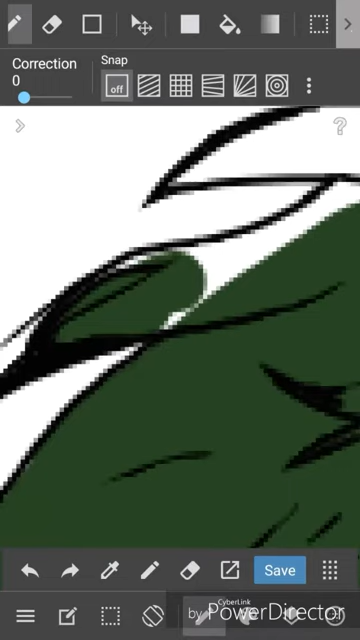 Correction
Snap
0
off
?
Save
CyberLink
by PowerDirector